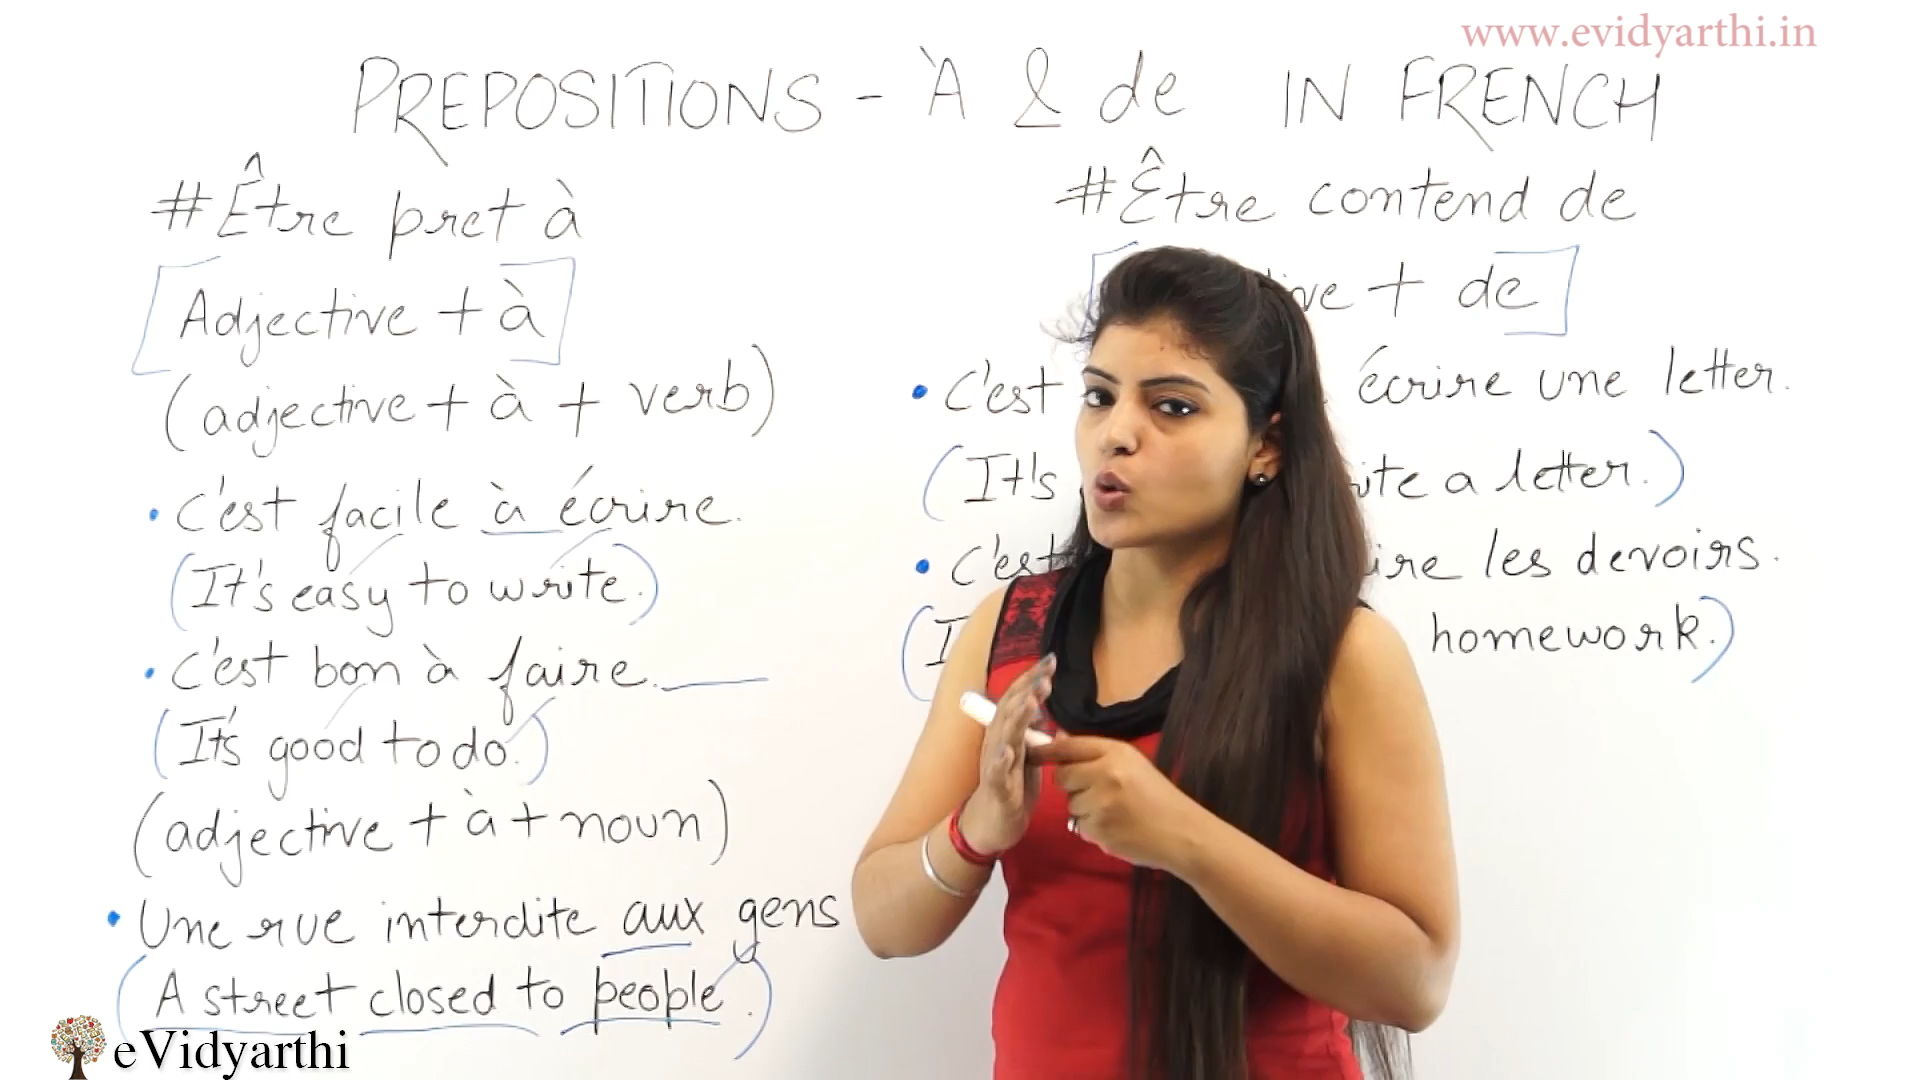 www.evidyarthi.in
PREPOSITIONS - À & de IN FRENCH
# Être pret à
Adjective + à
(adjective + à + verb)
• C'est facile à écrire.
(It's easy to write.)
• C'est bon à faire.
(It's good to do.)
(adjective + à + noun)
• Une rue interdite aux gens
(A street closed to people.)
# Être contend de
+ de
• C'est écrire une letter.
(It's a letter.)
• C'est les devoirs.
homework.)
eVidyarthi